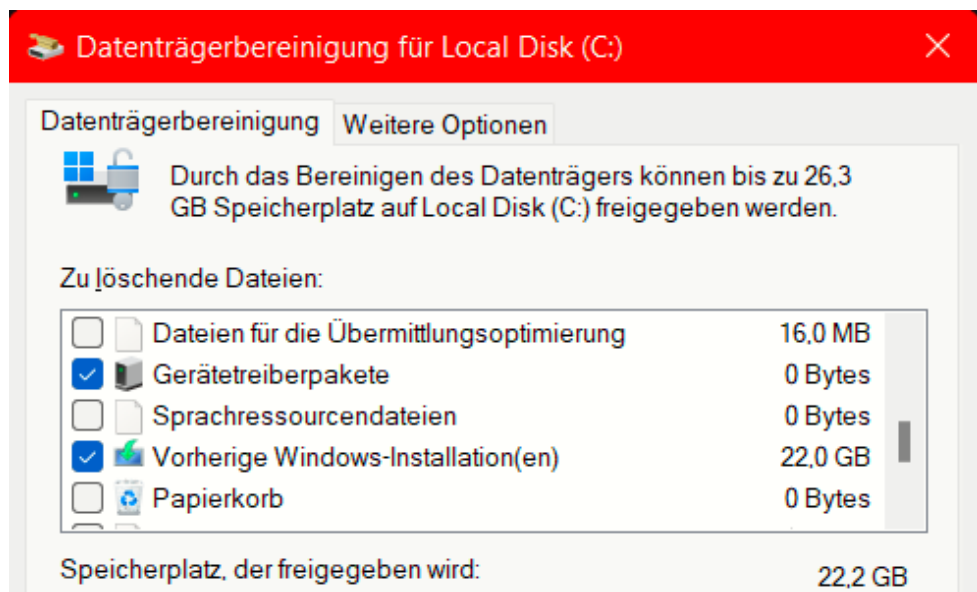 Datenträgerbereinigung für Local Disk (C:)
Datenträgerbereinigung Weitere Optionen
Durch das Bereinigen des Datenträgers können bis zu 26,3
GB Speicherplatz auf Local Disk (C:) freigegeben werden.
Zu löschende Dateien:
Dateien für die Übermittlungsoptimierung 16,0 MB
Gerätetreiberpakete 0 Bytes
Sprachressourcendateien 0 Bytes
Vorherige Windows-Installation(en) 22,0 GB
Papierkorb 0 Bytes
Speicherplatz, der freigegeben wird: 22,2 GB